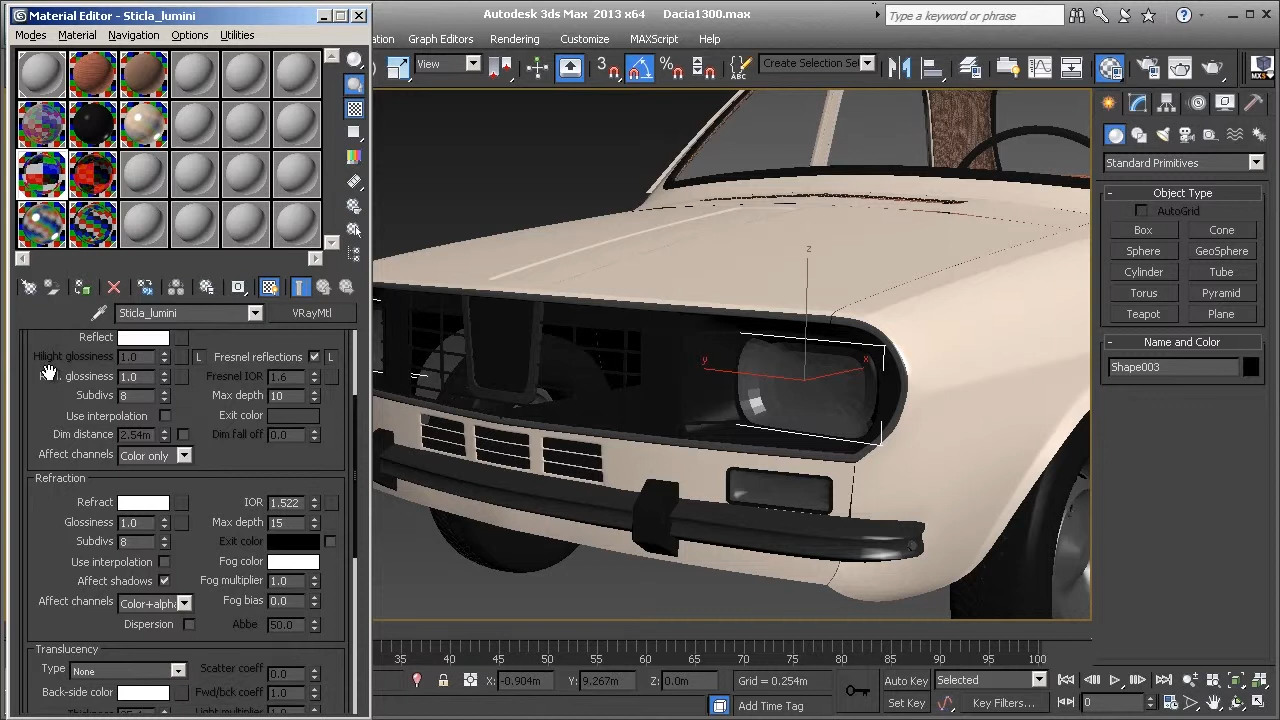 Material Editor - Sticla_lumini
Autodesk 3ds Max 2013 x64 Dacia1300.max
Type a keyword or phrase
Modes Material Navigation Options Utilities
Graph Editors Rendering Customize MAXScript Help
View
3
Create Selection Se
ABC
MXS
Sticla_lumini VRayMtl
Standard Primitives
- Object Type
AutoGrid
Box Cone
Sphere GeoSphere
Cylinder Tube
Torus Pyramid
Teapot Plane
- Name and Color
Shape003
Reflect
Hilight glossiness 1.0 L Fresnel reflections L
glossiness 1.0 Fresnel IOR 1.6
Subdivs 8 Max depth 10
Use interpolation Exit color
Dim distance 2.54m Dim fall off 0.0
Affect channels Color only
Refraction
Refract IOR 1.522
Glossiness 1.0 Max depth 15
Subdivs 8 Exit color
Use interpolation Fog color
Affect shadows Fog multiplier 1.0
Affect channels Color+alpha Fog bias 0.0
Dispersion Abbe 50.0
Translucency
Type None Scatter coeff 0.0
Back-side color Fwd/bck coeff 1.0
Thickness Light multiplier 1.0
z
y
x
35 40 45 50 55 60 65 70 75 80 85 90 95 100
X: -0.904m Y: 9.267m Z: 0.0m Grid = 0.254m
Add Time Tag
Auto Key Selected
Set Key Key Filters...
0